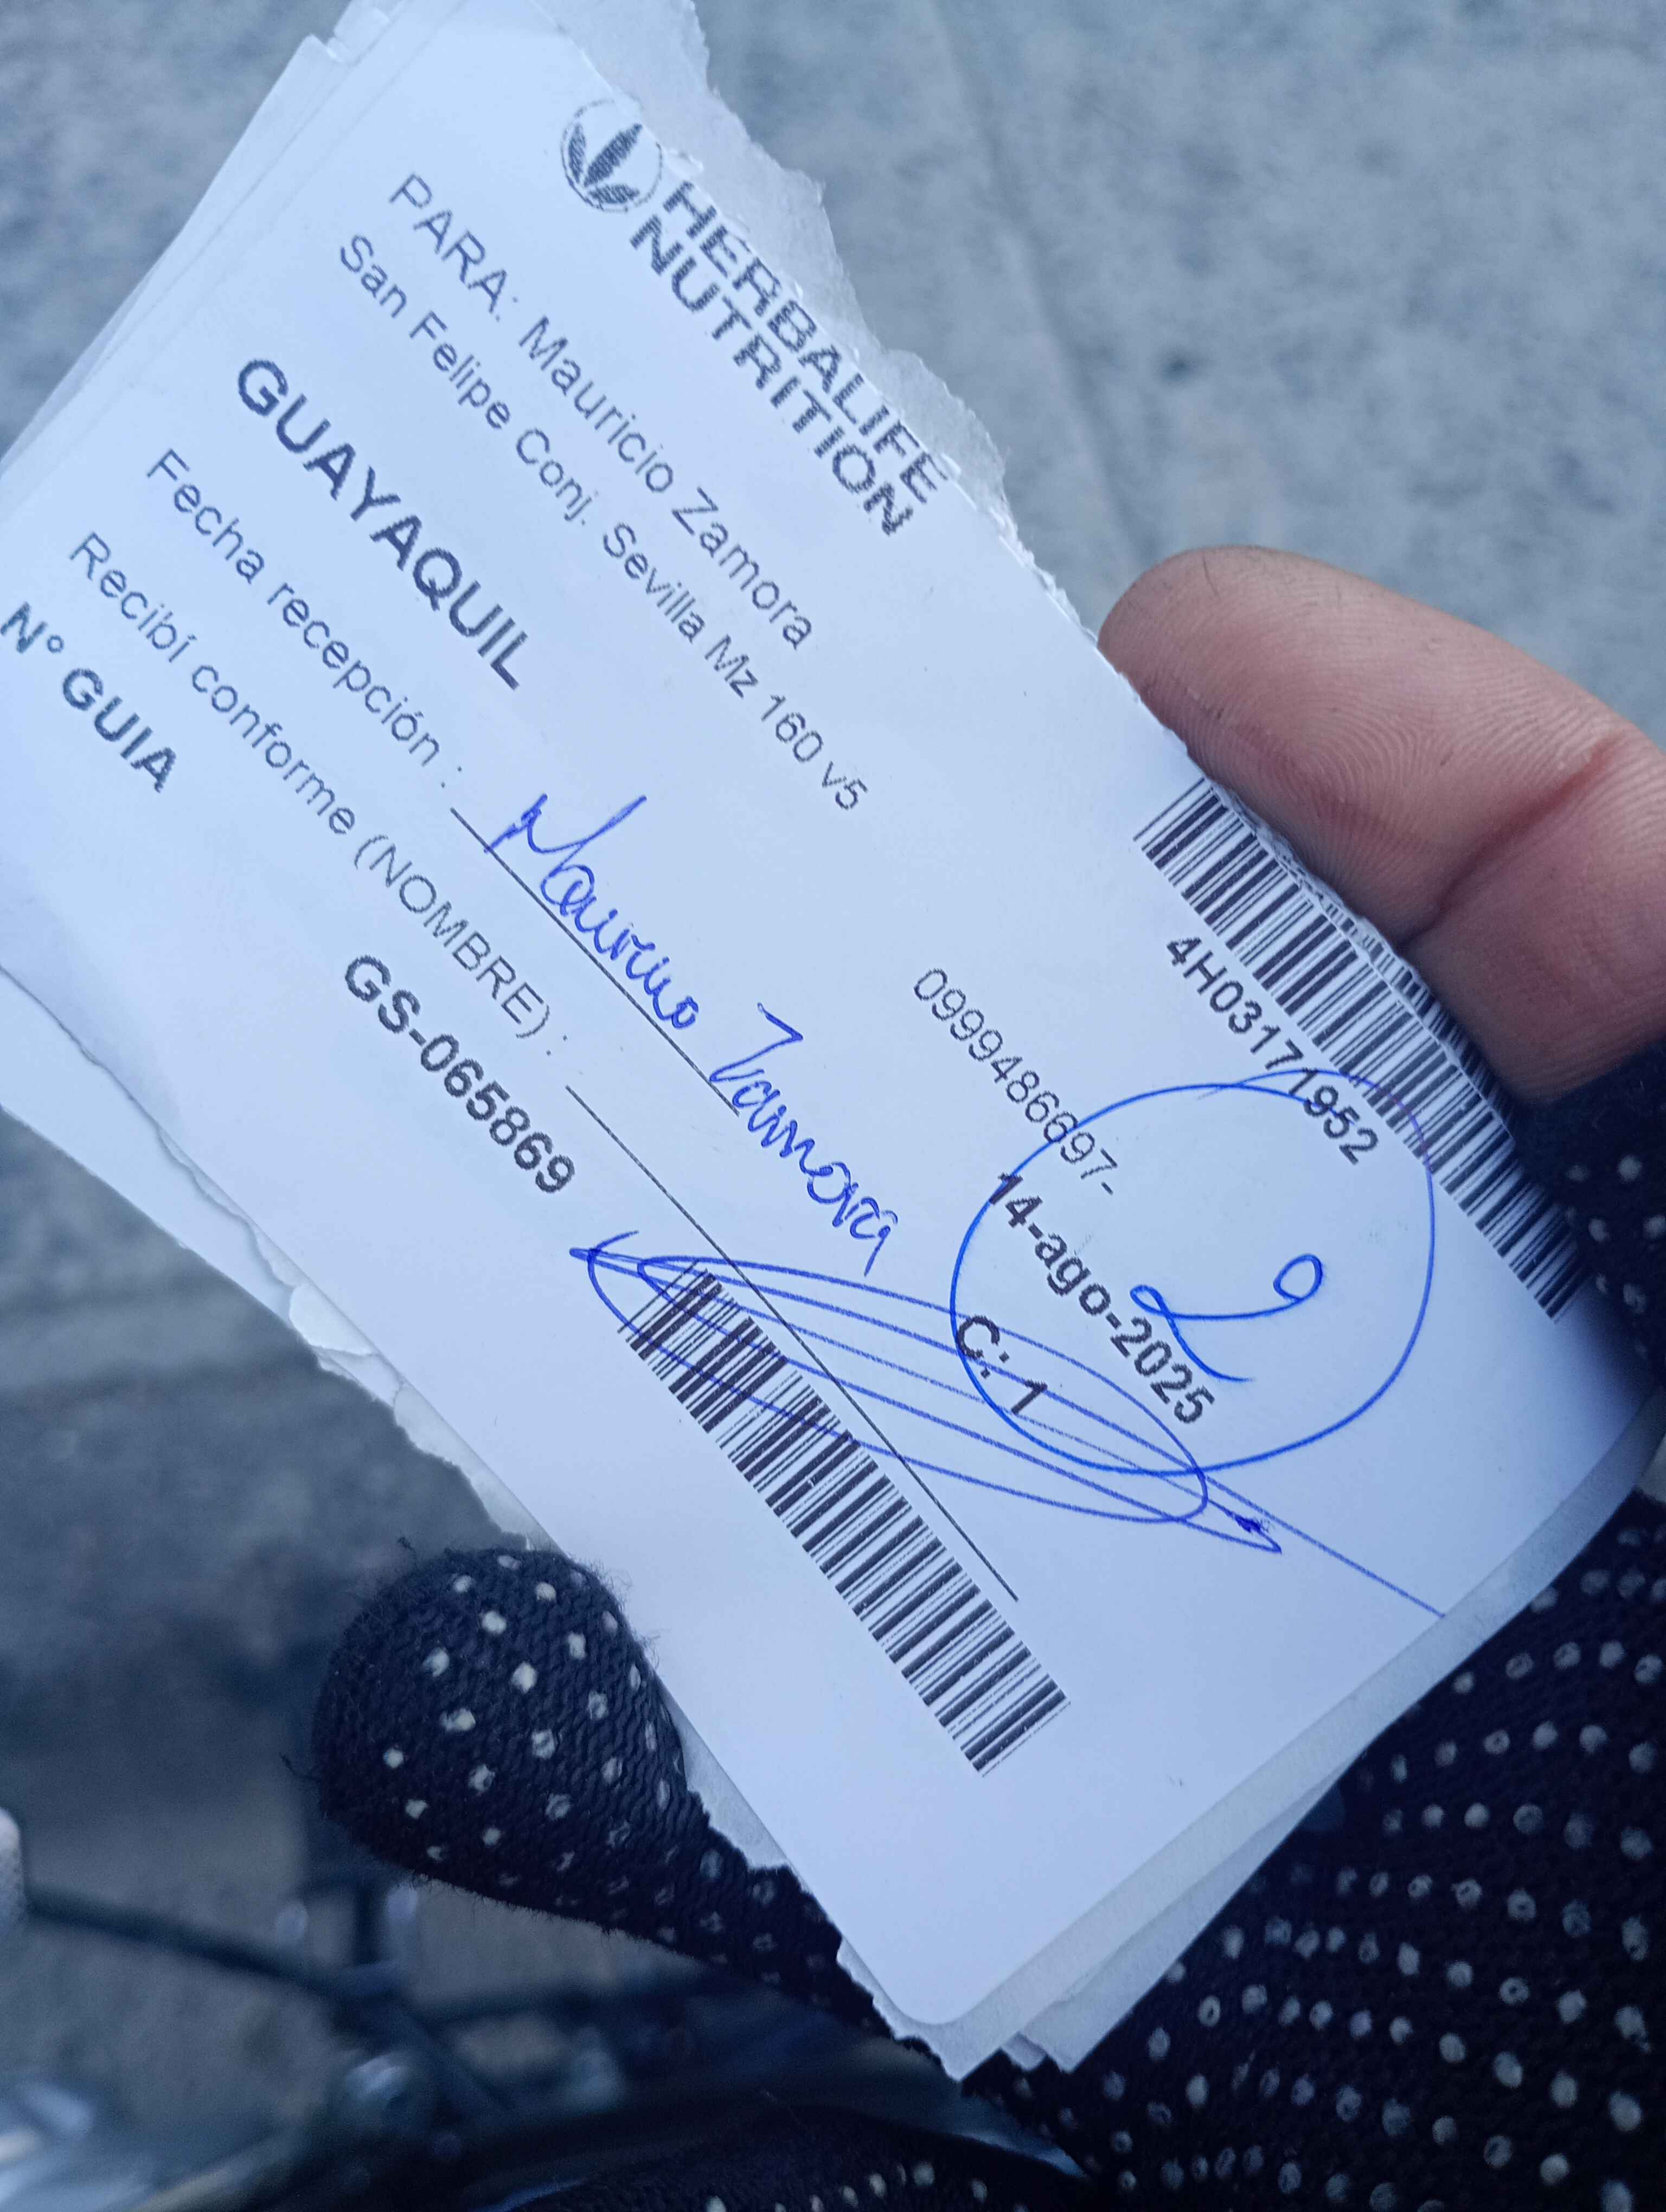 HERBALIFE
NUTRITION
4H03171952
PARA: Mauricio Zamora
0999486697-
San Felipe Conj. Sevilla Mz 160 v5
14-ago-2025
2
GUAYAQUIL
C: 1
Fecha recepción :
Mauricio Zamora
Recibí conforme (NOMBRE) :
N° GUIA
GS-065869